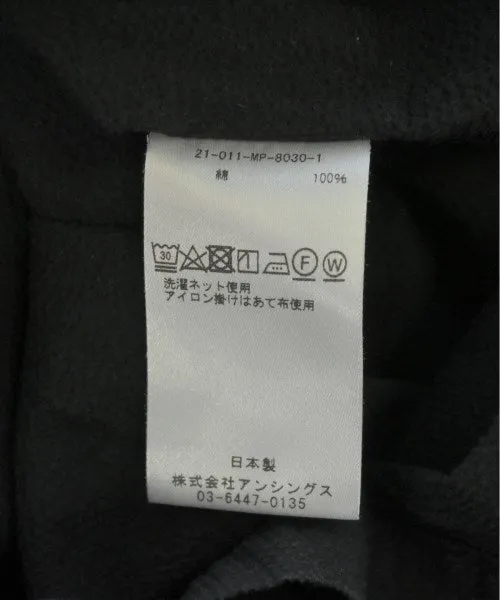 21-011-MP-8030-1
綿 100%
30 F W
洗濯ネット使用
アイロン掛けはあて布使用
日本製
株式会社アンシングス
03-6447-0135